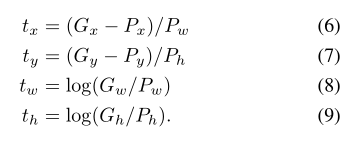 t_x = (G_x − P_x)/P_w (6)
t_y = (G_y − P_y)/P_h (7)
t_w = log(G_w/P_w) (8)
t_h = log(G_h/P_h). (9)